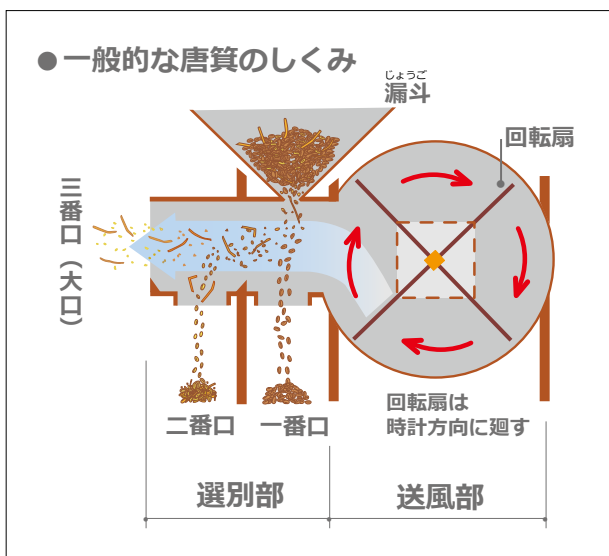 ●一般的な唐箕のしくみ
じょうご
漏斗
回転扇
三番口（大口）
二番口
一番口
回転扇は
時計方向に廻す
選別部
送風部